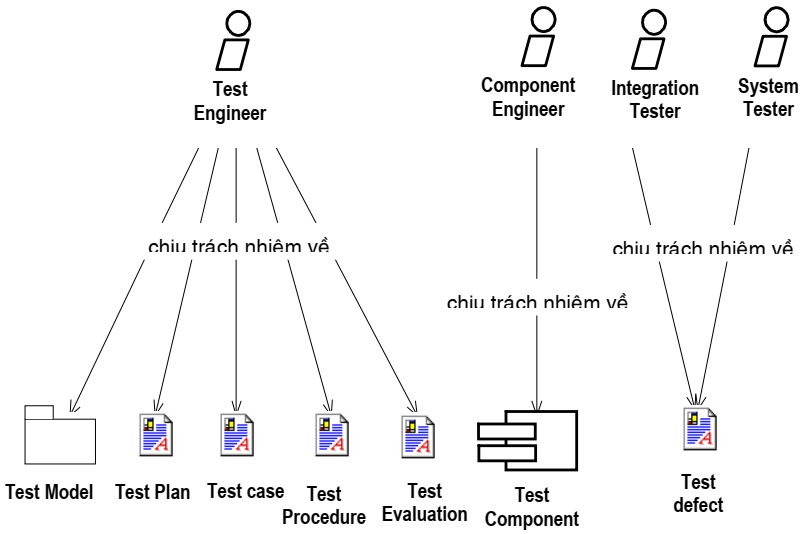 Test
Engineer
Component
Engineer
Integration
Tester
System
Tester
chịu trách nhiệm về
chịu trách nhiệm về
chịu trách nhiệm về
Test Model
Test Plan
Test case
Test
Procedure
Test
Evaluation
Test
Component
Test
defect